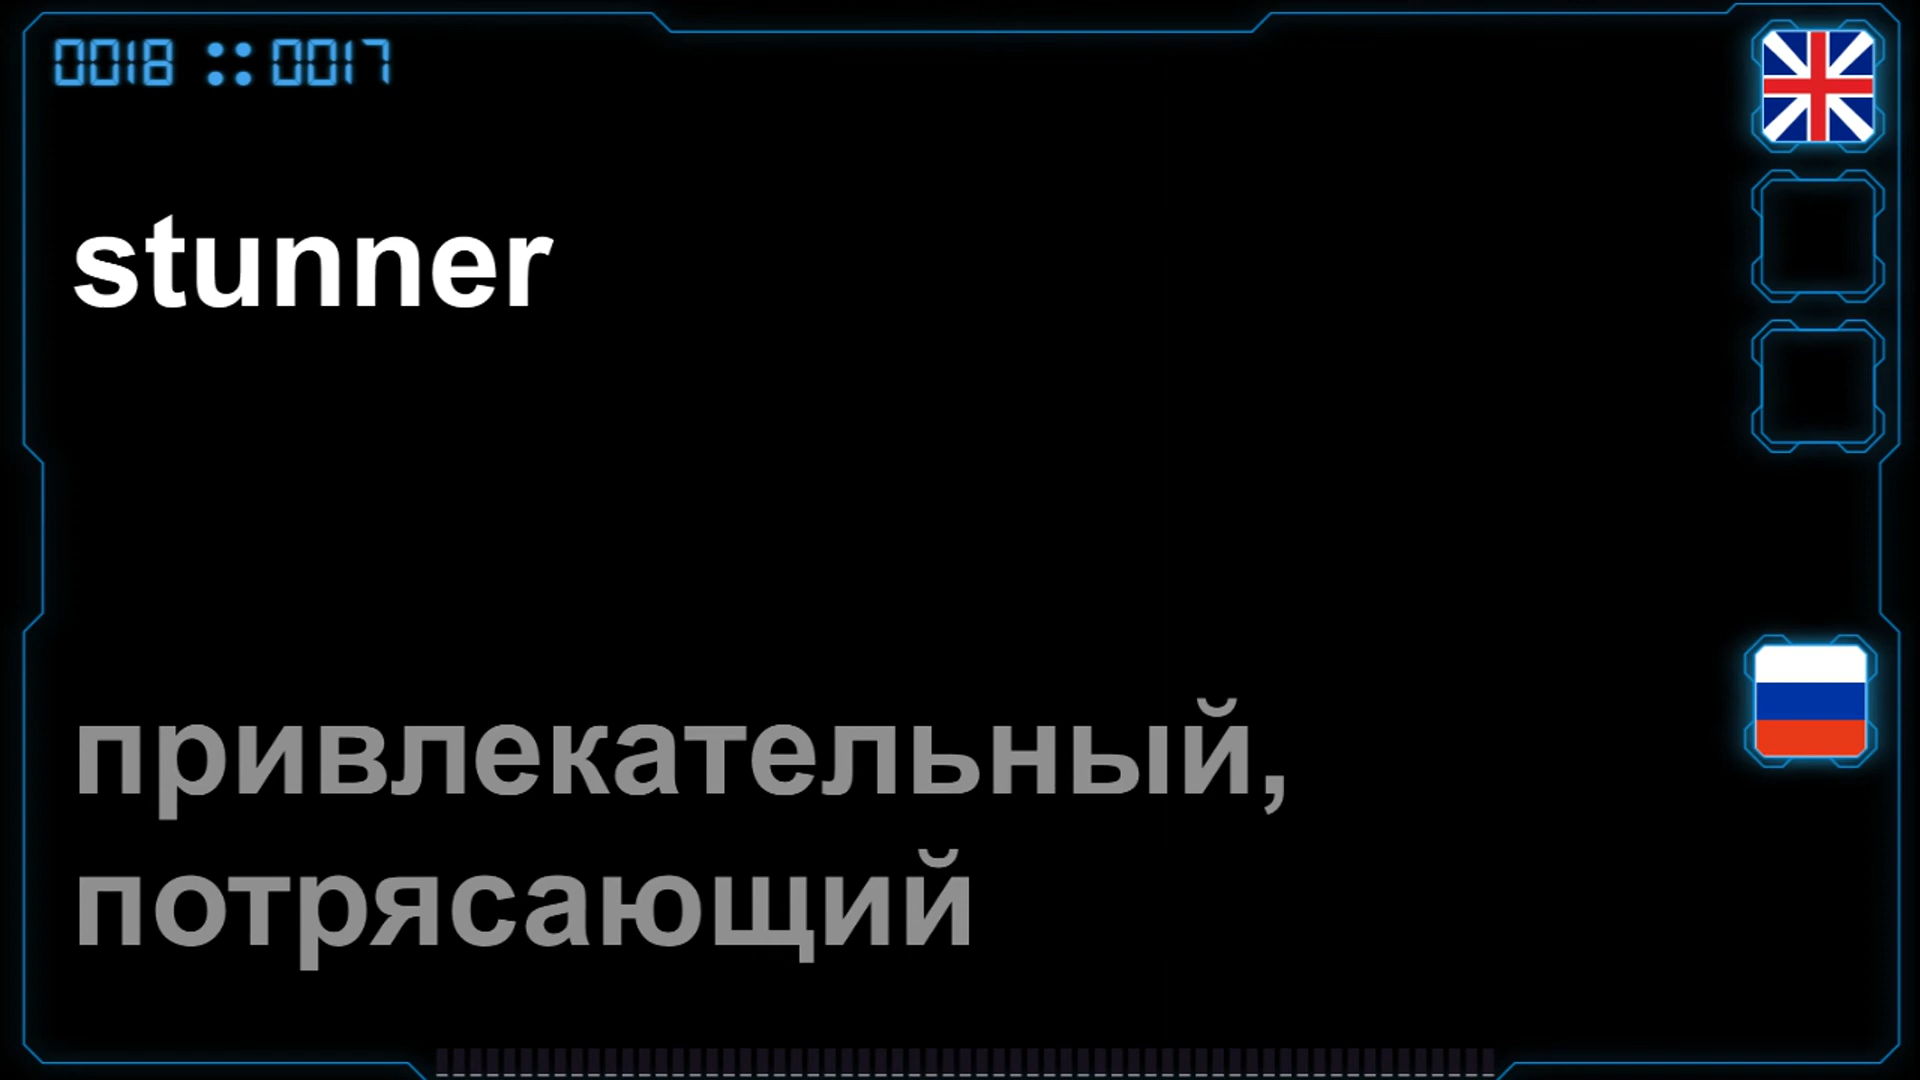 0018 :: 0017
stunner
привлекательный,
потрясающий